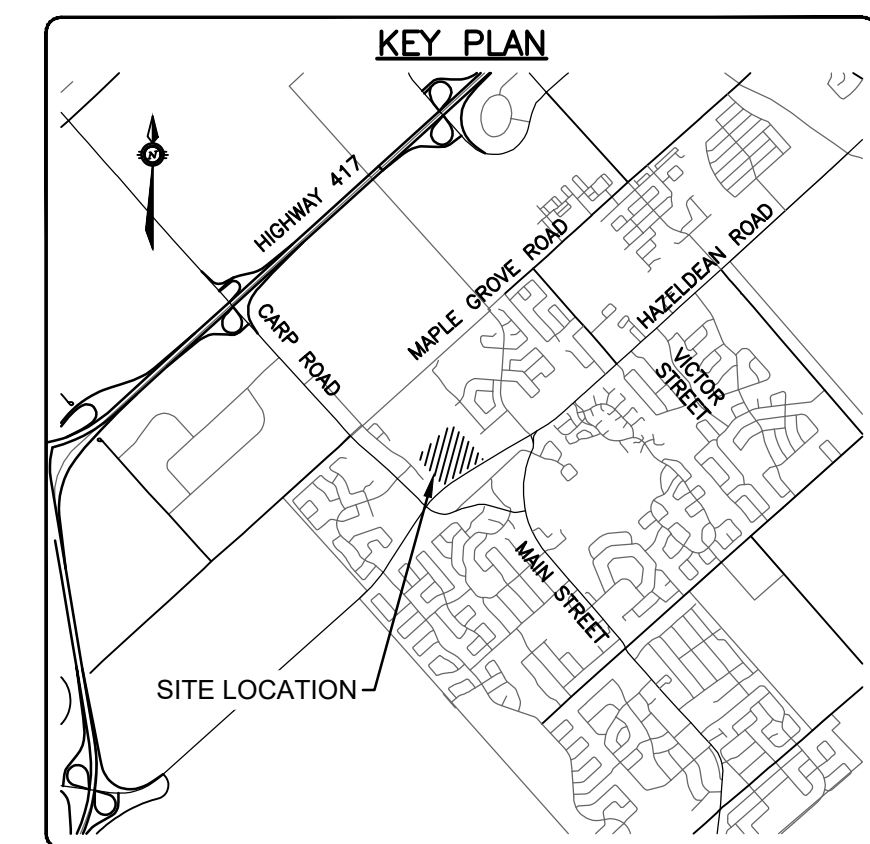 KEY PLAN
N
HIGHWAY 417
MAPLE GROVE ROAD
HAZELDEAN ROAD
CARP ROAD
VICTOR
STREET
MAIN STREET
SITE LOCATION